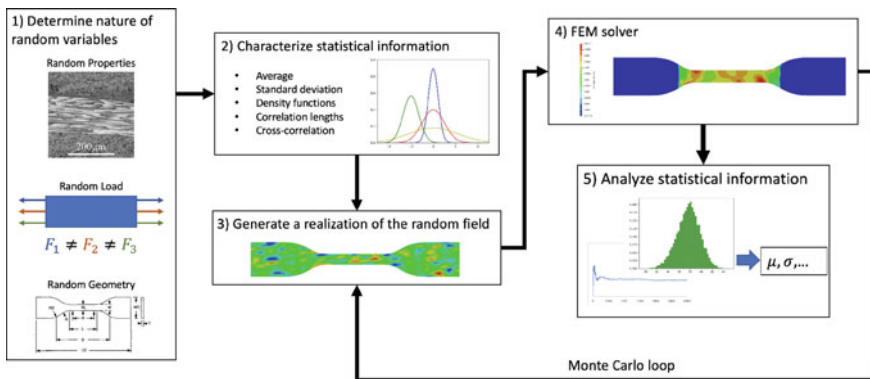 1) Determine nature of
random variables
Random Properties
200μm
Random Load
F₁ ≠ F₂ ≠ F₃
Random Geometry
2) Characterize statistical information
• Average
• Standard deviation
• Density functions
• Correlation lengths
• Cross-correlation
3) Generate a realization of the random field
4) FEM solver
5) Analyze statistical information
μ, σ,...
Monte Carlo loop